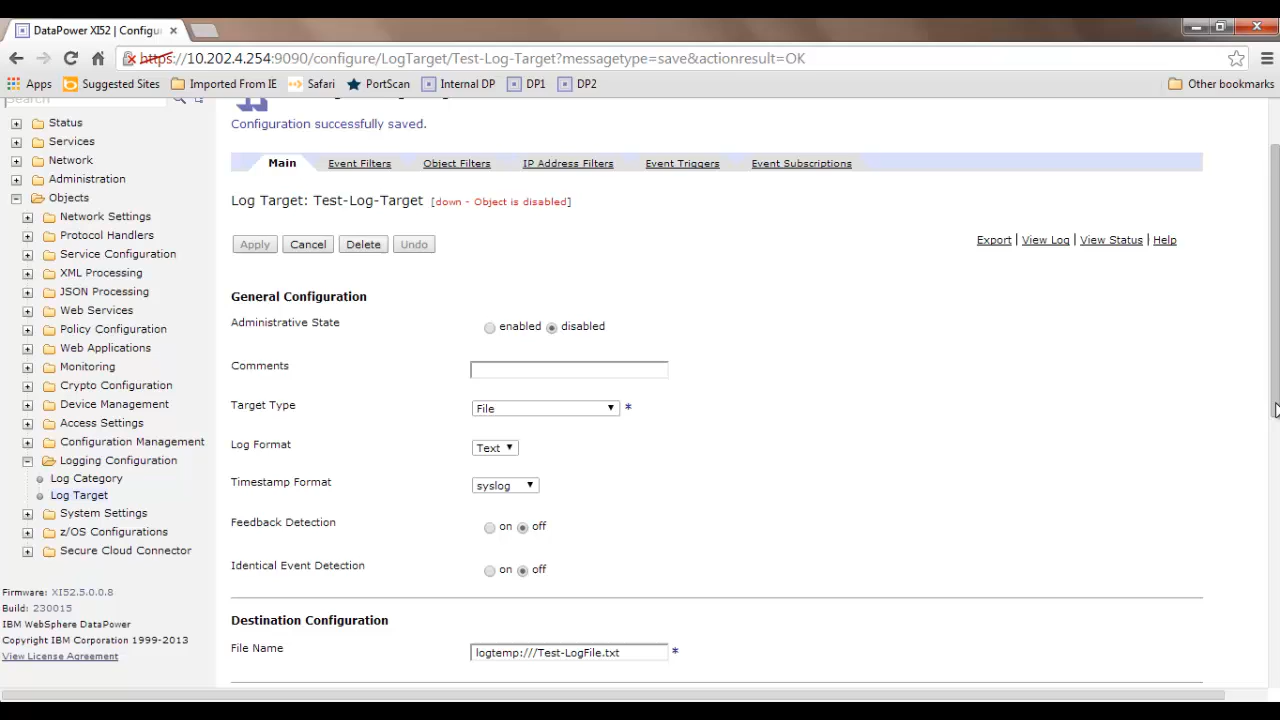 DataPower XI52 | Configu
https://10.202.4.254:9090/configure/LogTarget/Test-Log-Target?messagetype=save&actionresult=OK
Apps Suggested Sites Imported From IE Safari PortScan Internal DP DP1 DP2 Other bookmarks
Search
Status
Services
Network
Administration
Objects
Network Settings
Protocol Handlers
Service Configuration
XML Processing
JSON Processing
Web Services
Policy Configuration
Web Applications
Monitoring
Crypto Configuration
Device Management
Access Settings
Configuration Management
Logging Configuration
Log Category
Log Target
System Settings
z/OS Configurations
Secure Cloud Connector
Firmware: XI52.5.0.0.8
Build: 230015
IBM WebSphere DataPower
Copyright IBM Corporation 1999-2013
View License Agreement
Configuration successfully saved.
Main Event Filters Object Filters IP Address Filters Event Triggers Event Subscriptions
Log Target: Test-Log-Target [down - Object is disabled]
Apply Cancel Delete Undo
Export | View Log | View Status | Help
General Configuration
Administrative State enabled disabled
Comments
Target Type File *
Log Format Text
Timestamp Format syslog
Feedback Detection on off
Identical Event Detection on off
Destination Configuration
File Name logtemp:///Test-LogFile.txt *